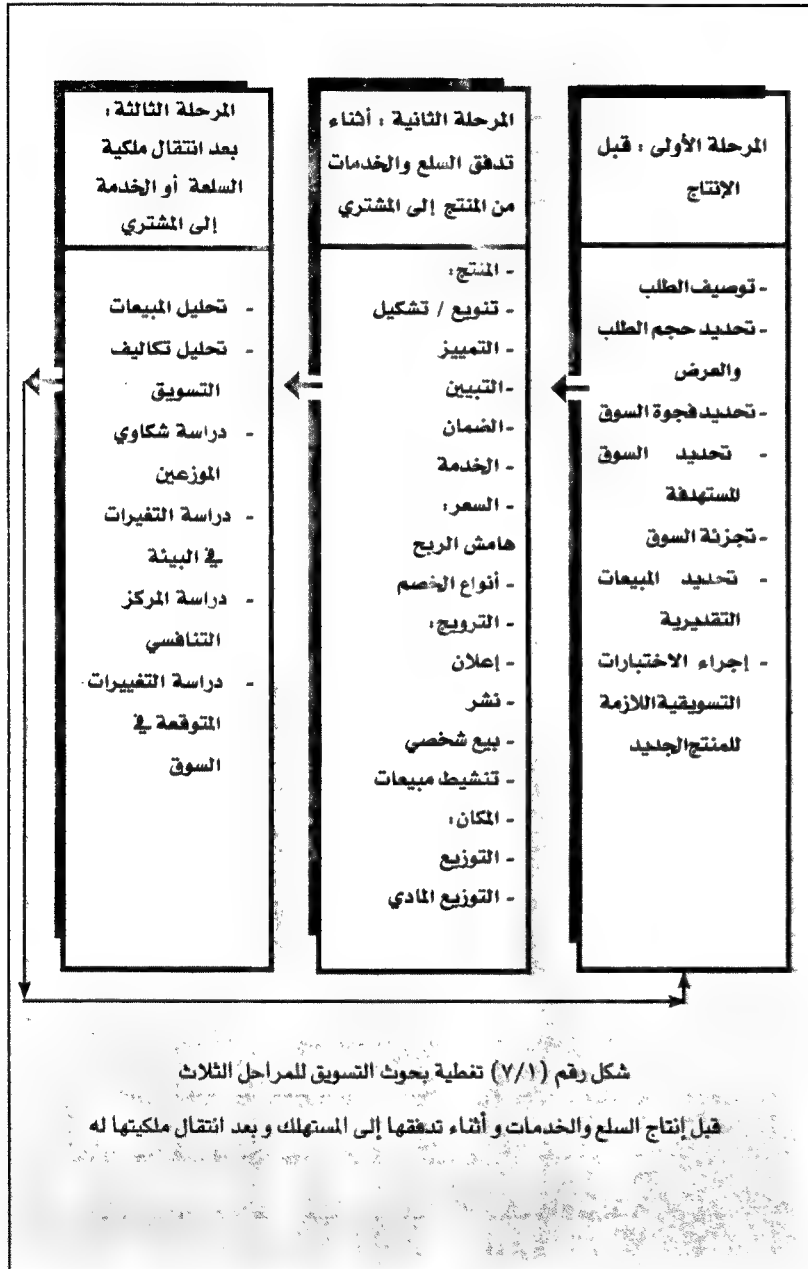 المرحلة الأولى : قبل
الإنتاج
- توصيف الطلب
- تحديد حجم الطلب
والعرض
- تحديد فجوة السوق
- تحديد السوق
المستهدفة
- تجزئة السوق
- تحديد المبيعات
التقديرية
- إجراء الاختبارات
التسويقية اللازمة
للمنتج الجديد
المرحلة الثانية : أثناء
تدفق السلع والخدمات
من المنتج إلى المشتري
- المنتج:
- تنويع / تشكيل
- التمييز
- التبيين
- الضمان
- الخدمة
- السعر:
هامش الربح
- أنواع الخصم
- الترويج:
- إعلان
- نشر
- بيع شخصي
- تنشيط مبيعات
- المكان:
- التوزيع
- التوزيع المادي
المرحلة الثالثة :
بعد انتقال ملكية
السلعة أو الخدمة
إلى المشتري
- تحليل المبيعات
- تحليل تكاليف
التسويق
- دراسة شكاوي
الموزعين
- دراسة التغيرات
في البيئة
- دراسة المركز
التنافسي
- دراسة التغييرات
المتوقعة في
السوق
شكل رقم (٧/١) تغطية بحوث التسويق للمراحل الثلاث
قبل إنتاج السلع والخدمات و أثناء تدفقها إلى المستهلك و بعد انتقال ملكيتها له